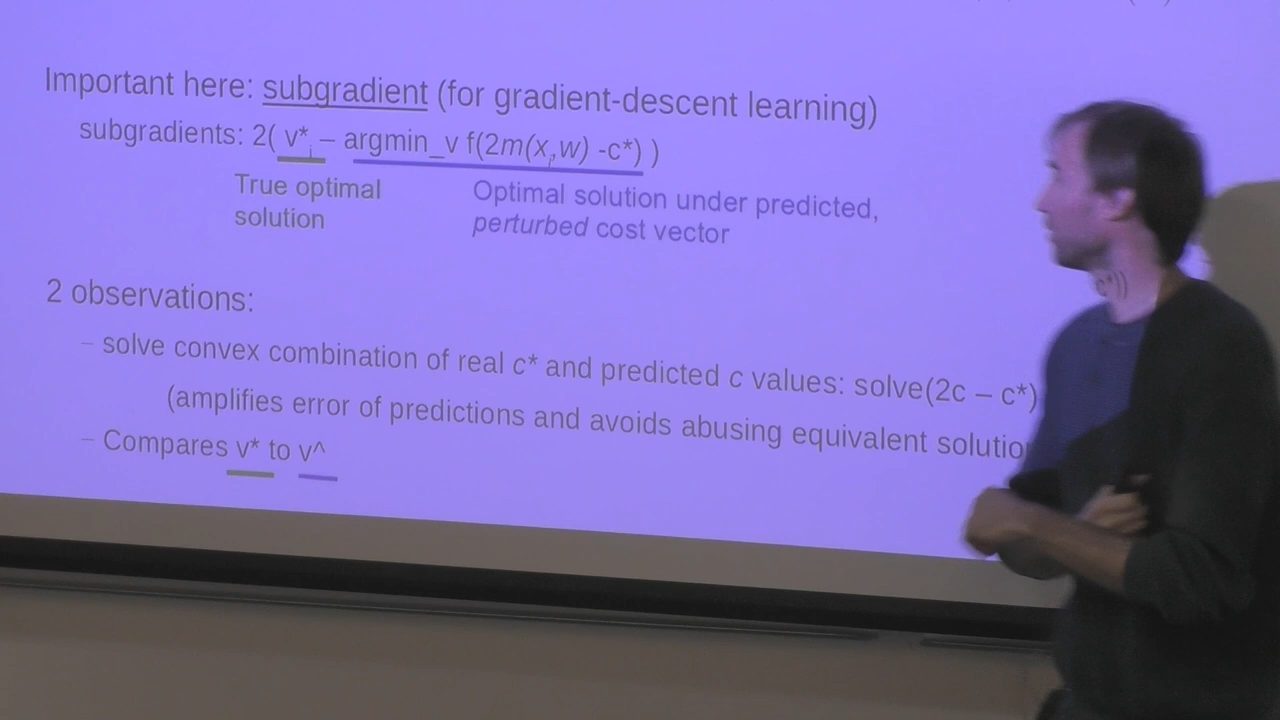 Important here: subgradient (for gradient-descent learning)
subgradients: 2( v*i – argmin_v f(2m(xi,w) -c*) )
True optimal
solution
Optimal solution under predicted,
perturbed cost vector
2 observations:
– solve convex combination of real c* and predicted c values: solve(2c – c*)
(amplifies error of predictions and avoids abusing equivalent
– Compares v* to v^